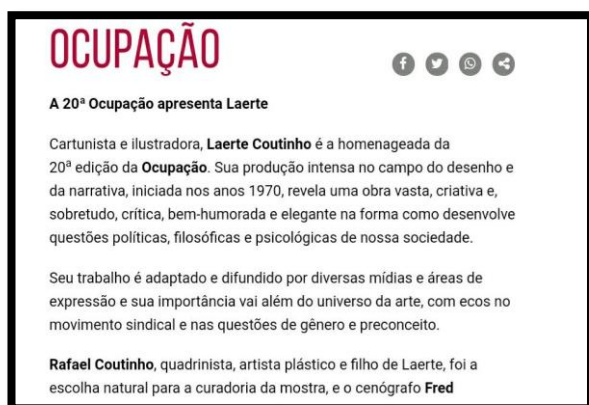 OCUPAÇÃO
A 20ª Ocupação apresenta Laerte
Cartunista e ilustradora, Laerte Coutinho é a homenageada da
20ª edição da Ocupação. Sua produção intensa no campo do desenho e
da narrativa, iniciada nos anos 1970, revela uma obra vasta, criativa e,
sobretudo, crítica, bem-humorada e elegante na forma como desenvolve
questões políticas, filosóficas e psicológicas de nossa sociedade.
Seu trabalho é adaptado e difundido por diversas mídias e áreas de
expressão e sua importância vai além do universo da arte, com ecos no
movimento sindical e nas questões de gênero e preconceito.
Rafael Coutinho, quadrinista, artista plástico e filho de Laerte, foi a
escolha natural para a curadoria da mostra, e o cenógrafo Fred